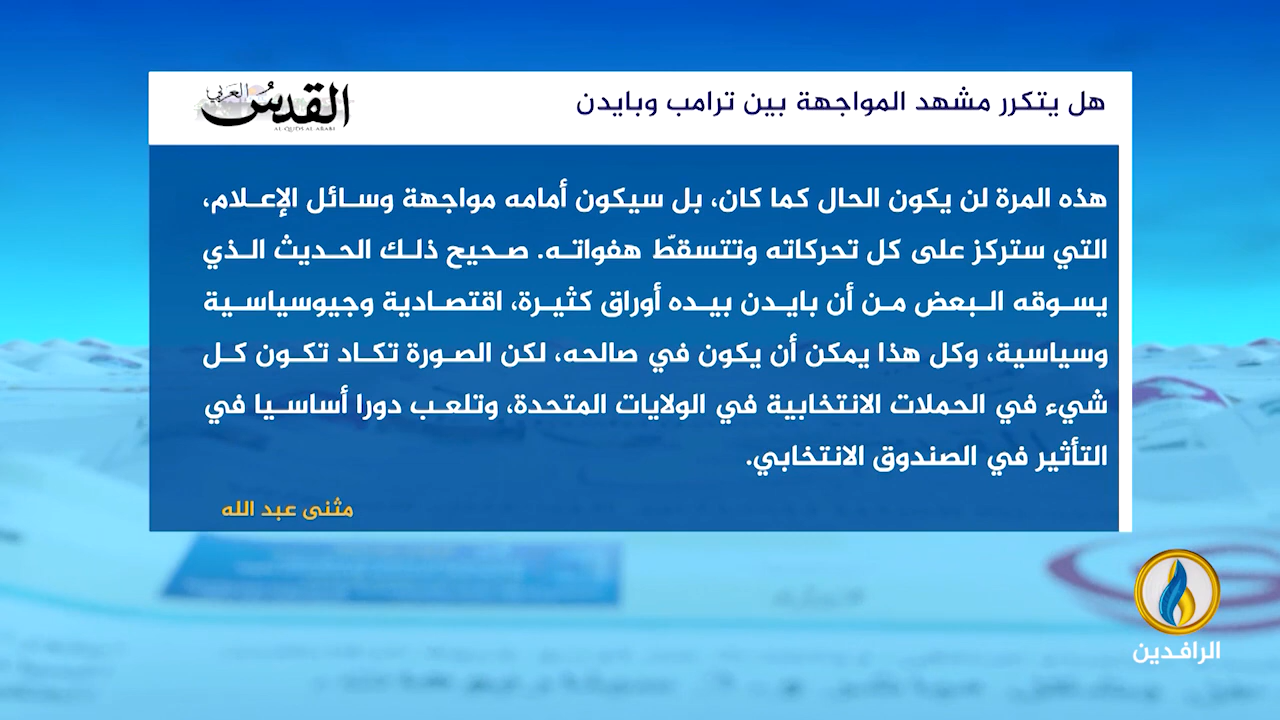 هل يتكرر مشهد المواجهة بين ترامب وبايدن
القدس العربي
AL-QUDS AL-ARABI
هذه المرة لن يكون الحال كما كان، بل سيكون أمامه مواجهة وسائل الإعلام،
التي ستركز على كل تحركاته وتتسقّط هفواته. صحيح ذلك الحديث الذي
يسوقه البعض من أن بايدن بيده أوراق كثيرة، اقتصادية وجيوسياسية
وسياسية، وكل هذا يمكن أن يكون في صالحه، لكن الصورة تكاد تكون كل
شيء في الحملات الانتخابية في الولايات المتحدة، وتلعب دورا أساسيا في
التأثير في الصندوق الانتخابي.
مثنى عبد الله
الرافدين